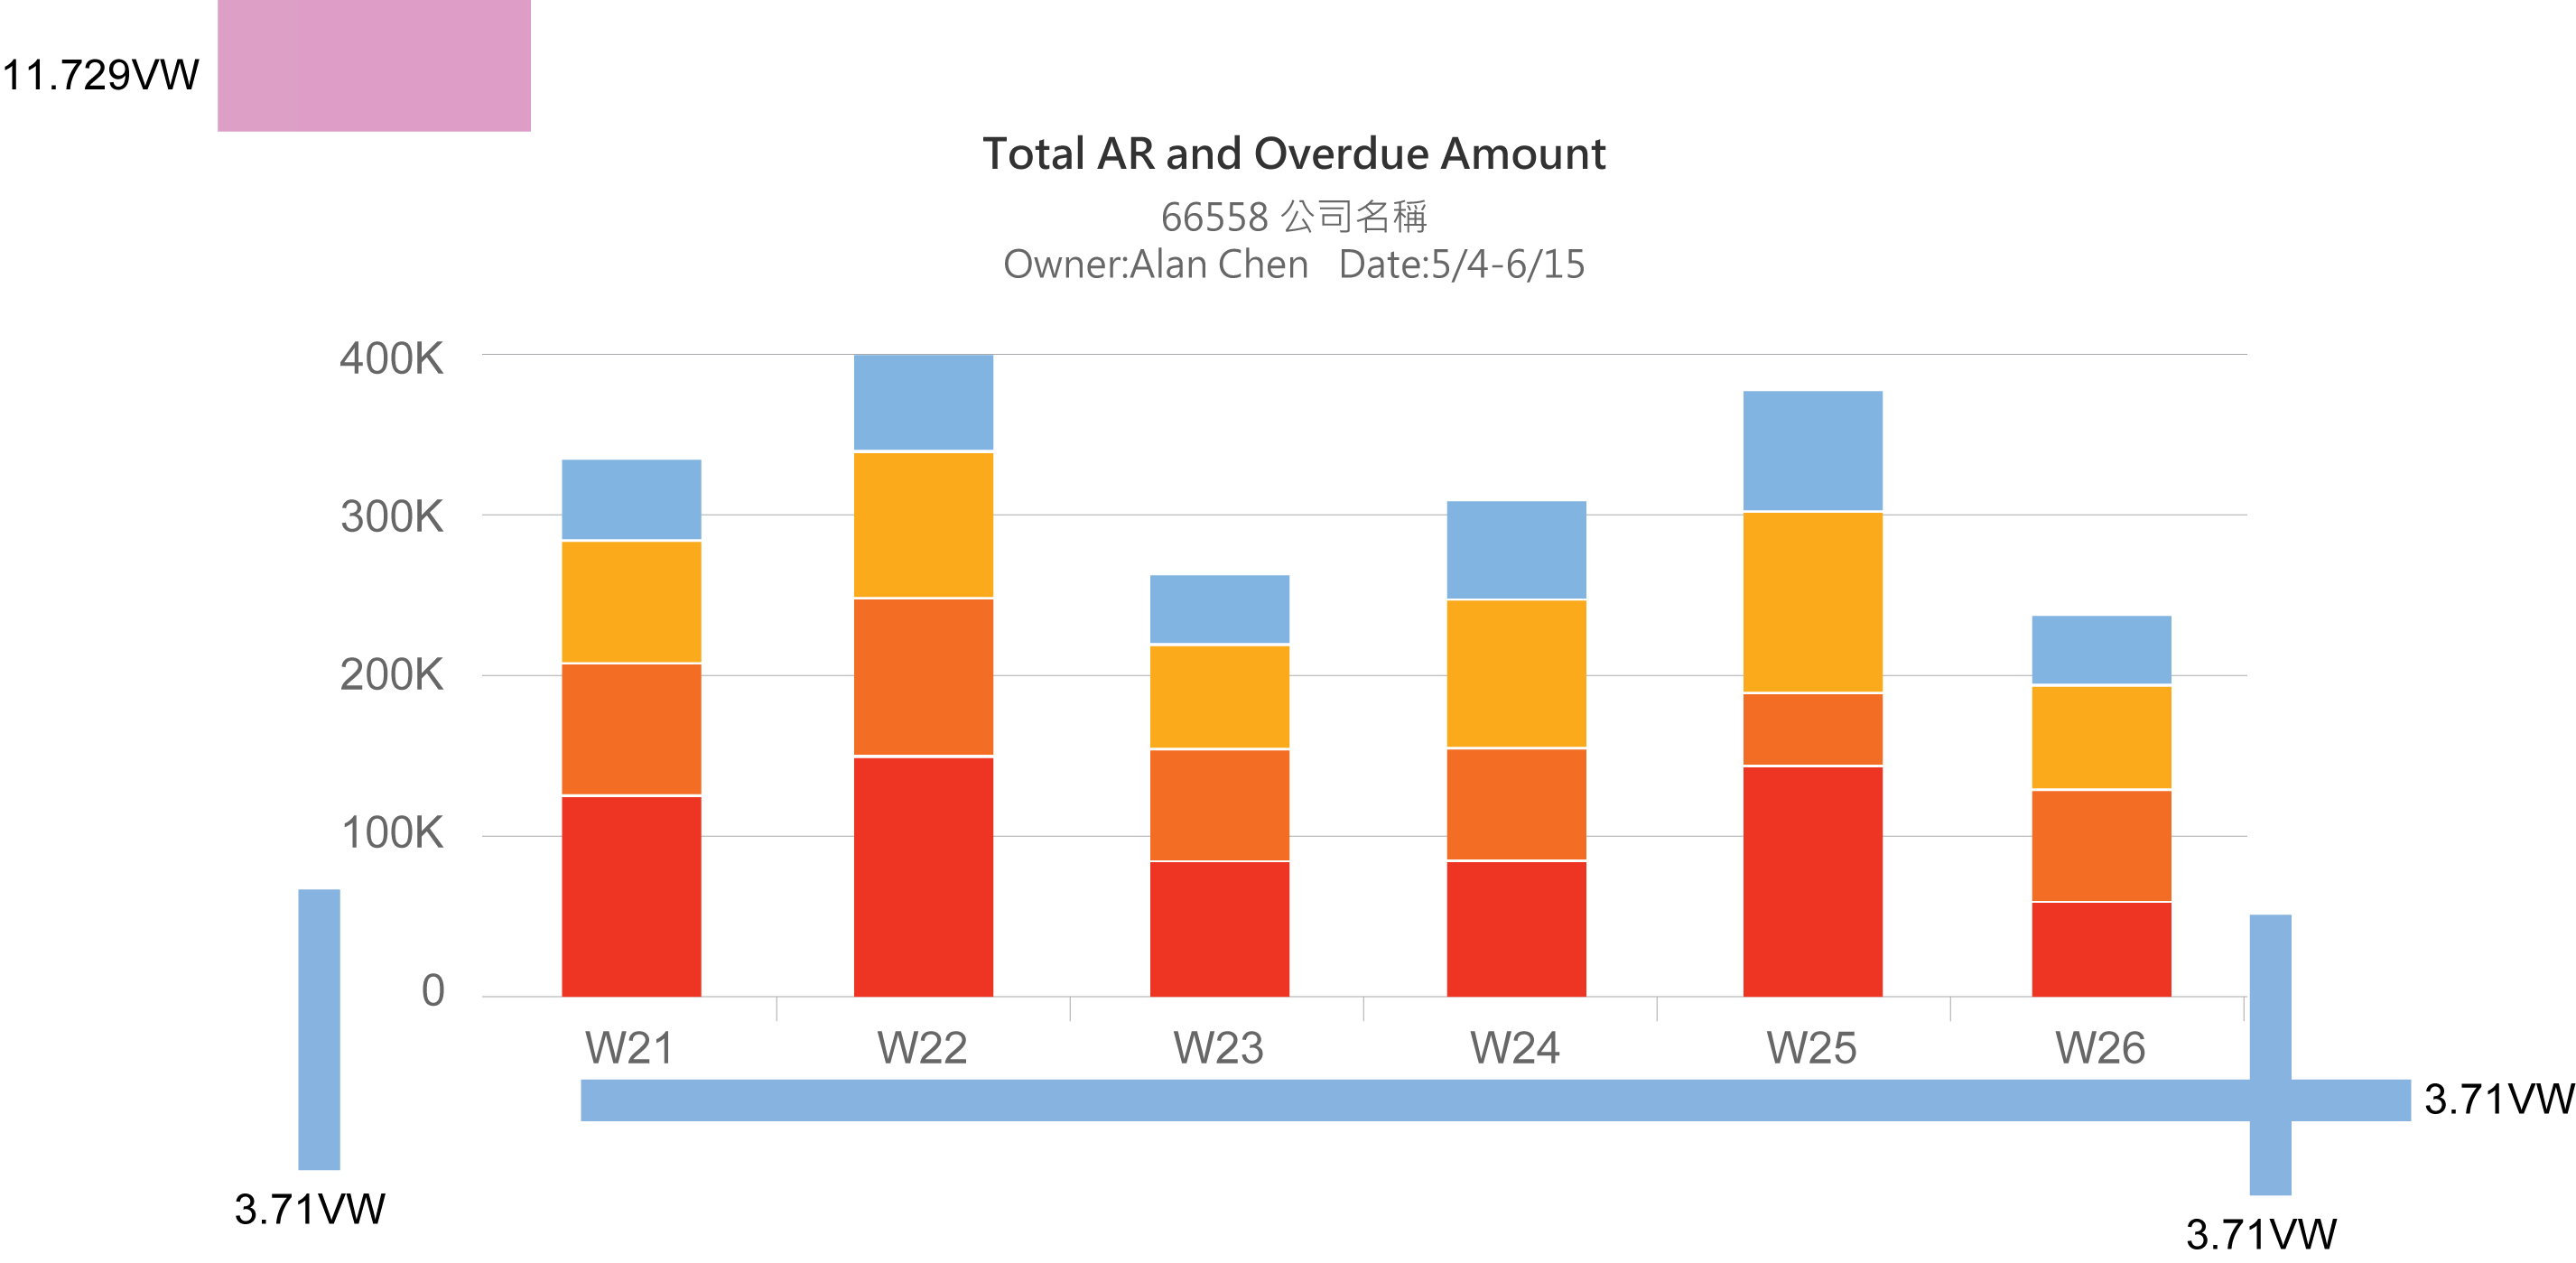 11.729VW
Total AR and Overdue Amount
66558 公司名稱
Owner:Alan Chen Date:5/4-6/15
400K
300K
200K
100K
0
W21 W22 W23 W24 W25 W26
3.71VW
3.71VW
3.71VW